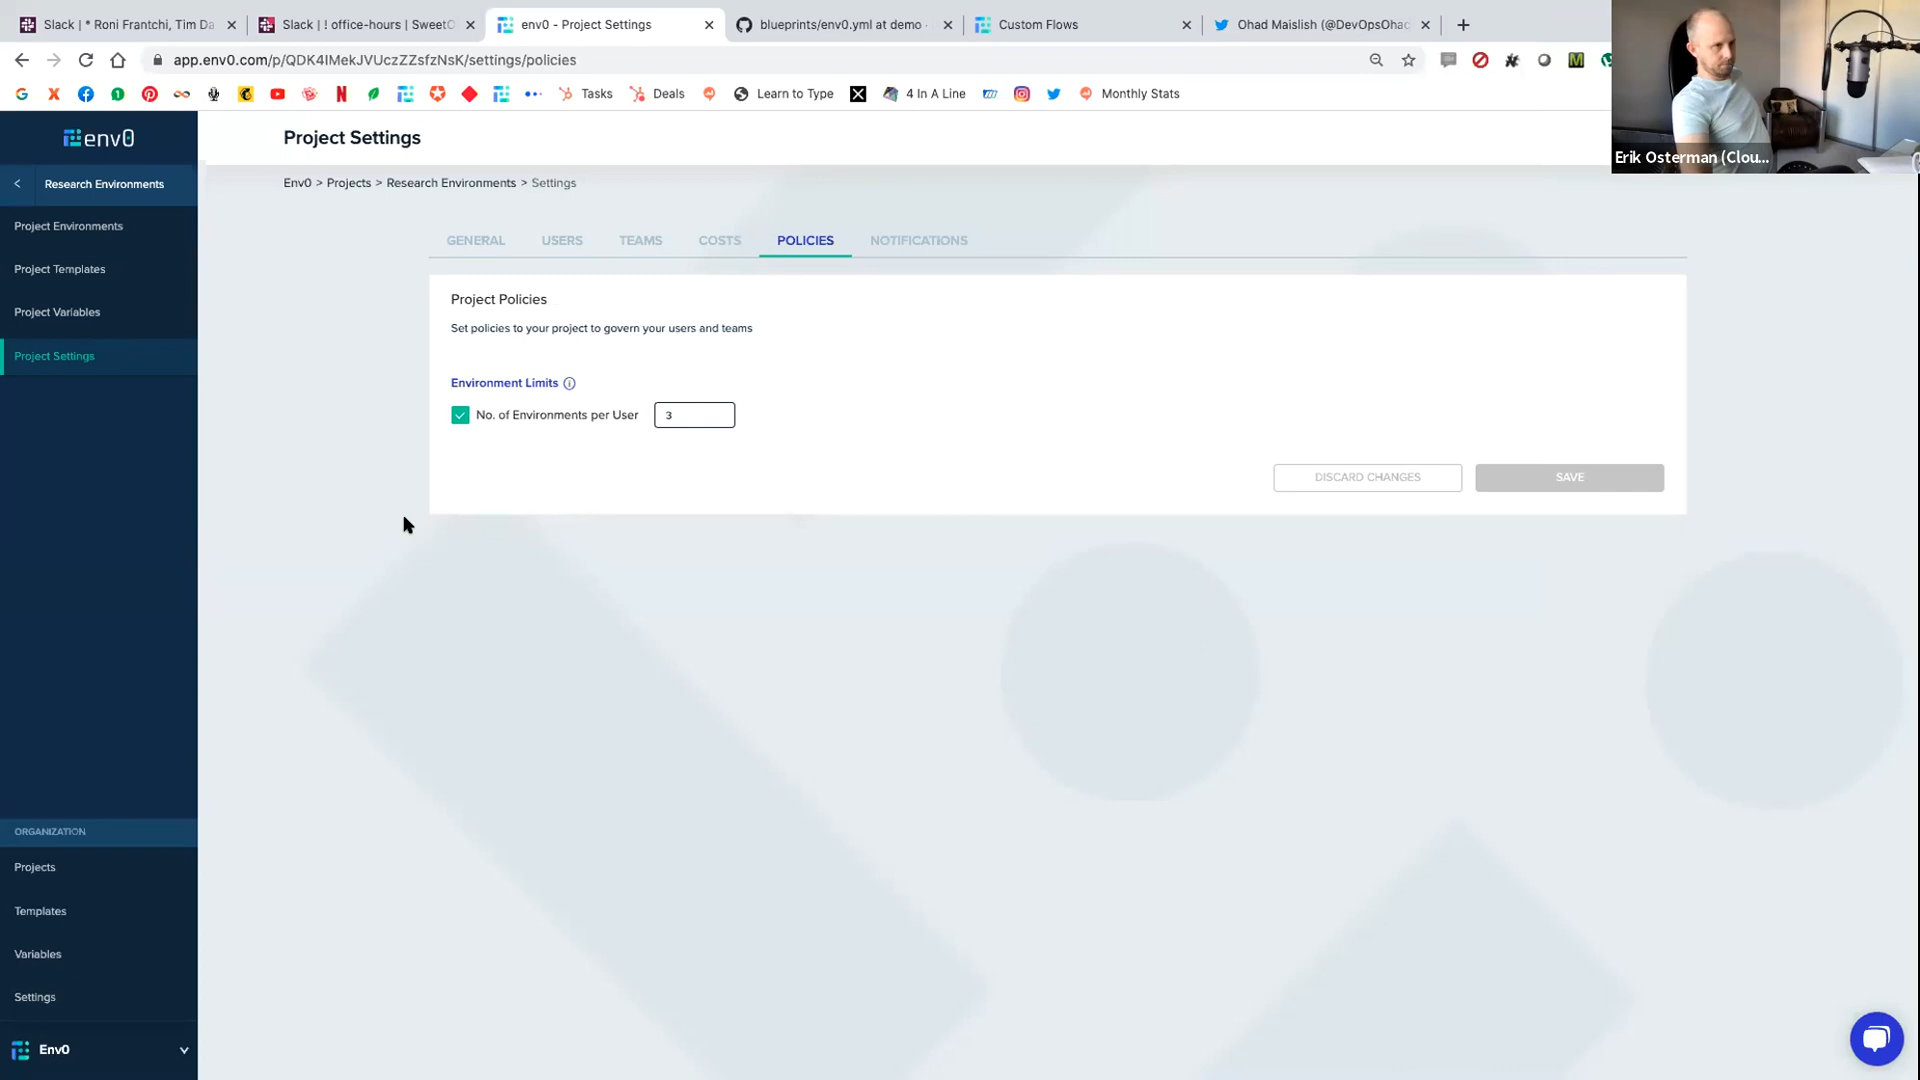 Slack | * Roni Frantchi, Tim Da
Slack | ! office-hours | SweetO
env0 - Project Settings
blueprints/env0.yml at demo
Custom Flows
Ohad Maislish (@DevOpsOhad
app.env0.com/p/QDK4IMekJVUczZZsfzNsK/settings/policies
Tasks
Deals
Learn to Type
4 In A Line
Monthly Stats
Erik Osterman (Clou...
env0
Project Settings
Research Environments
Env0 > Projects > Research Environments > Settings
Project Environments
Project Templates
Project Variables
Project Settings
GENERAL
USERS
TEAMS
COSTS
POLICIES
NOTIFICATIONS
Project Policies
Set policies to your project to govern your users and teams
Environment Limits
No. of Environments per User
3
DISCARD CHANGES
SAVE
ORGANIZATION
Projects
Templates
Variables
Settings
Env0